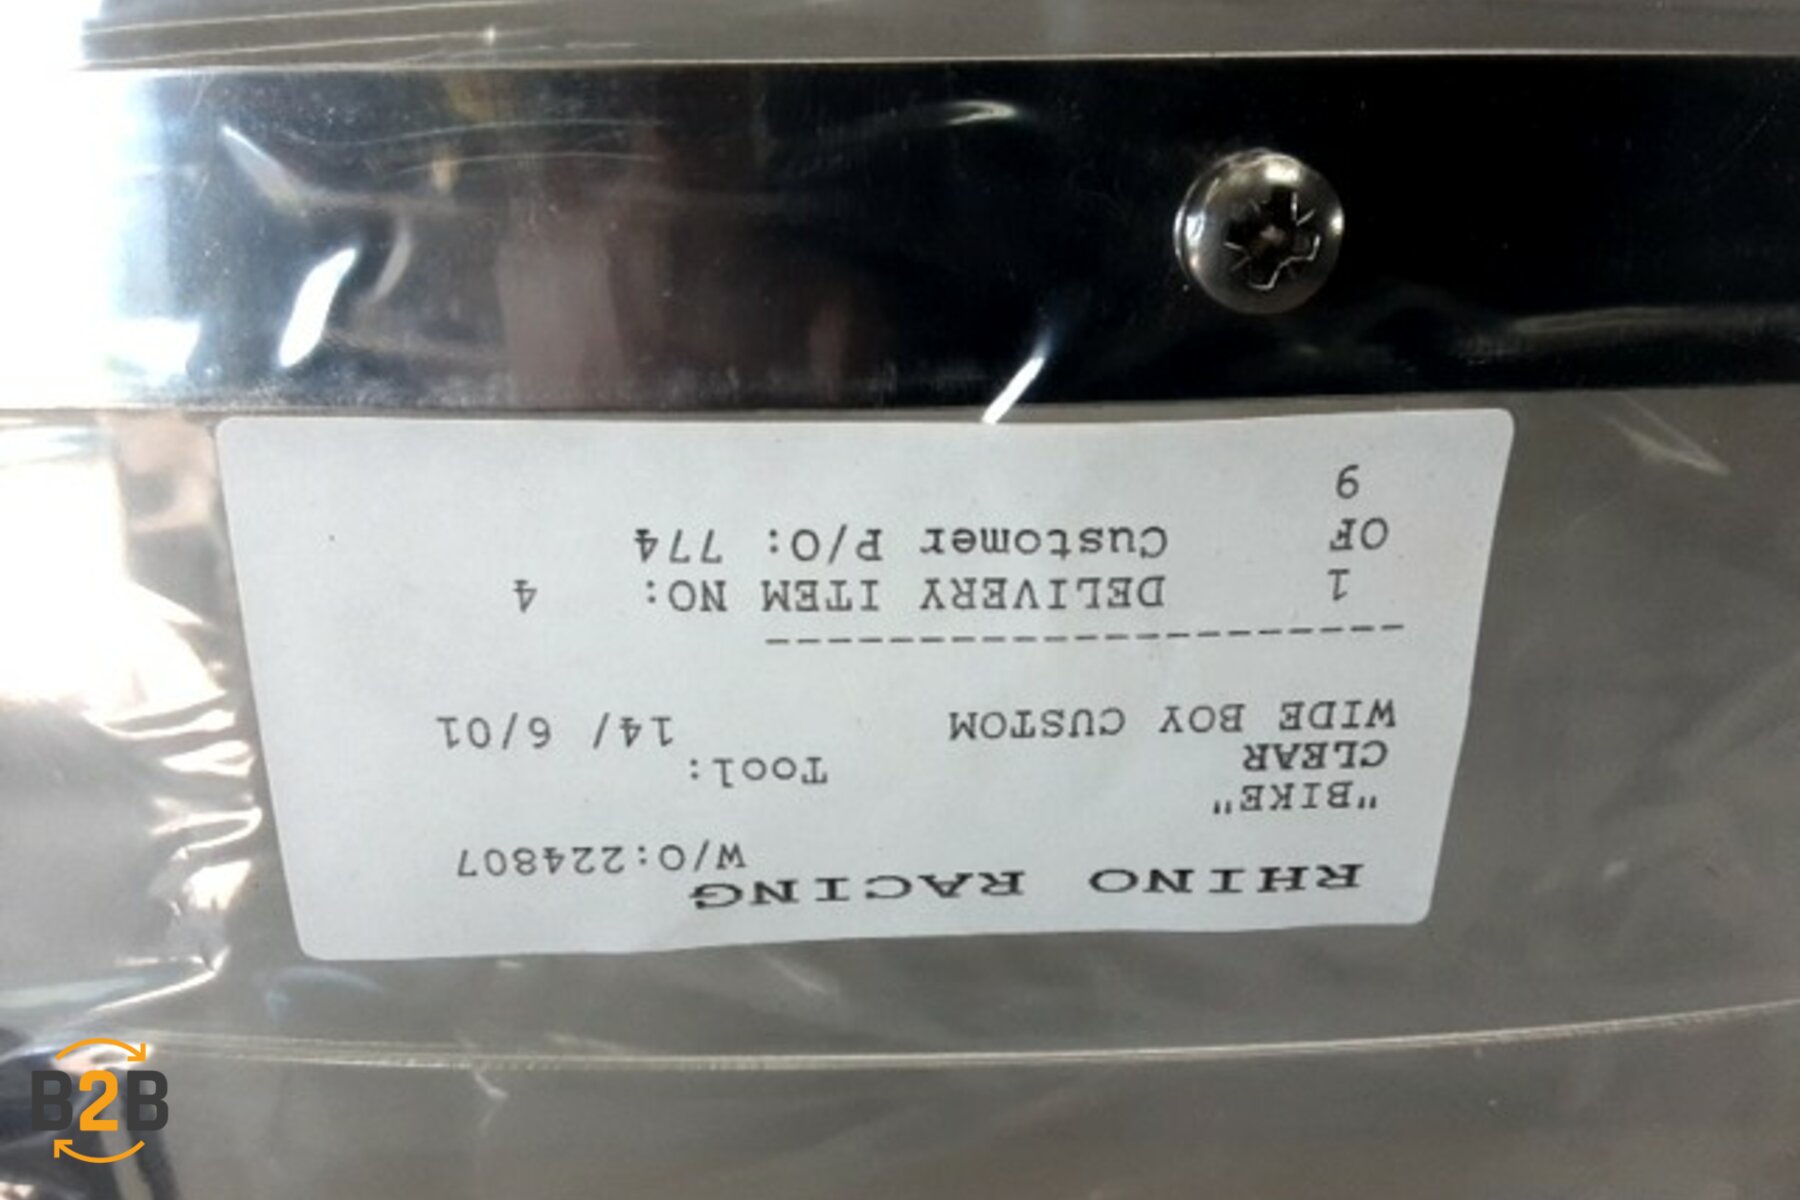 RHINO RACING
W/O:224807
"BIKE"
CLEAR Tool:
WIDE BOY CUSTOM 14/ 6/01
1 DELIVERY ITEM NO: 4
OF Customer P/O: 774
6
B2B